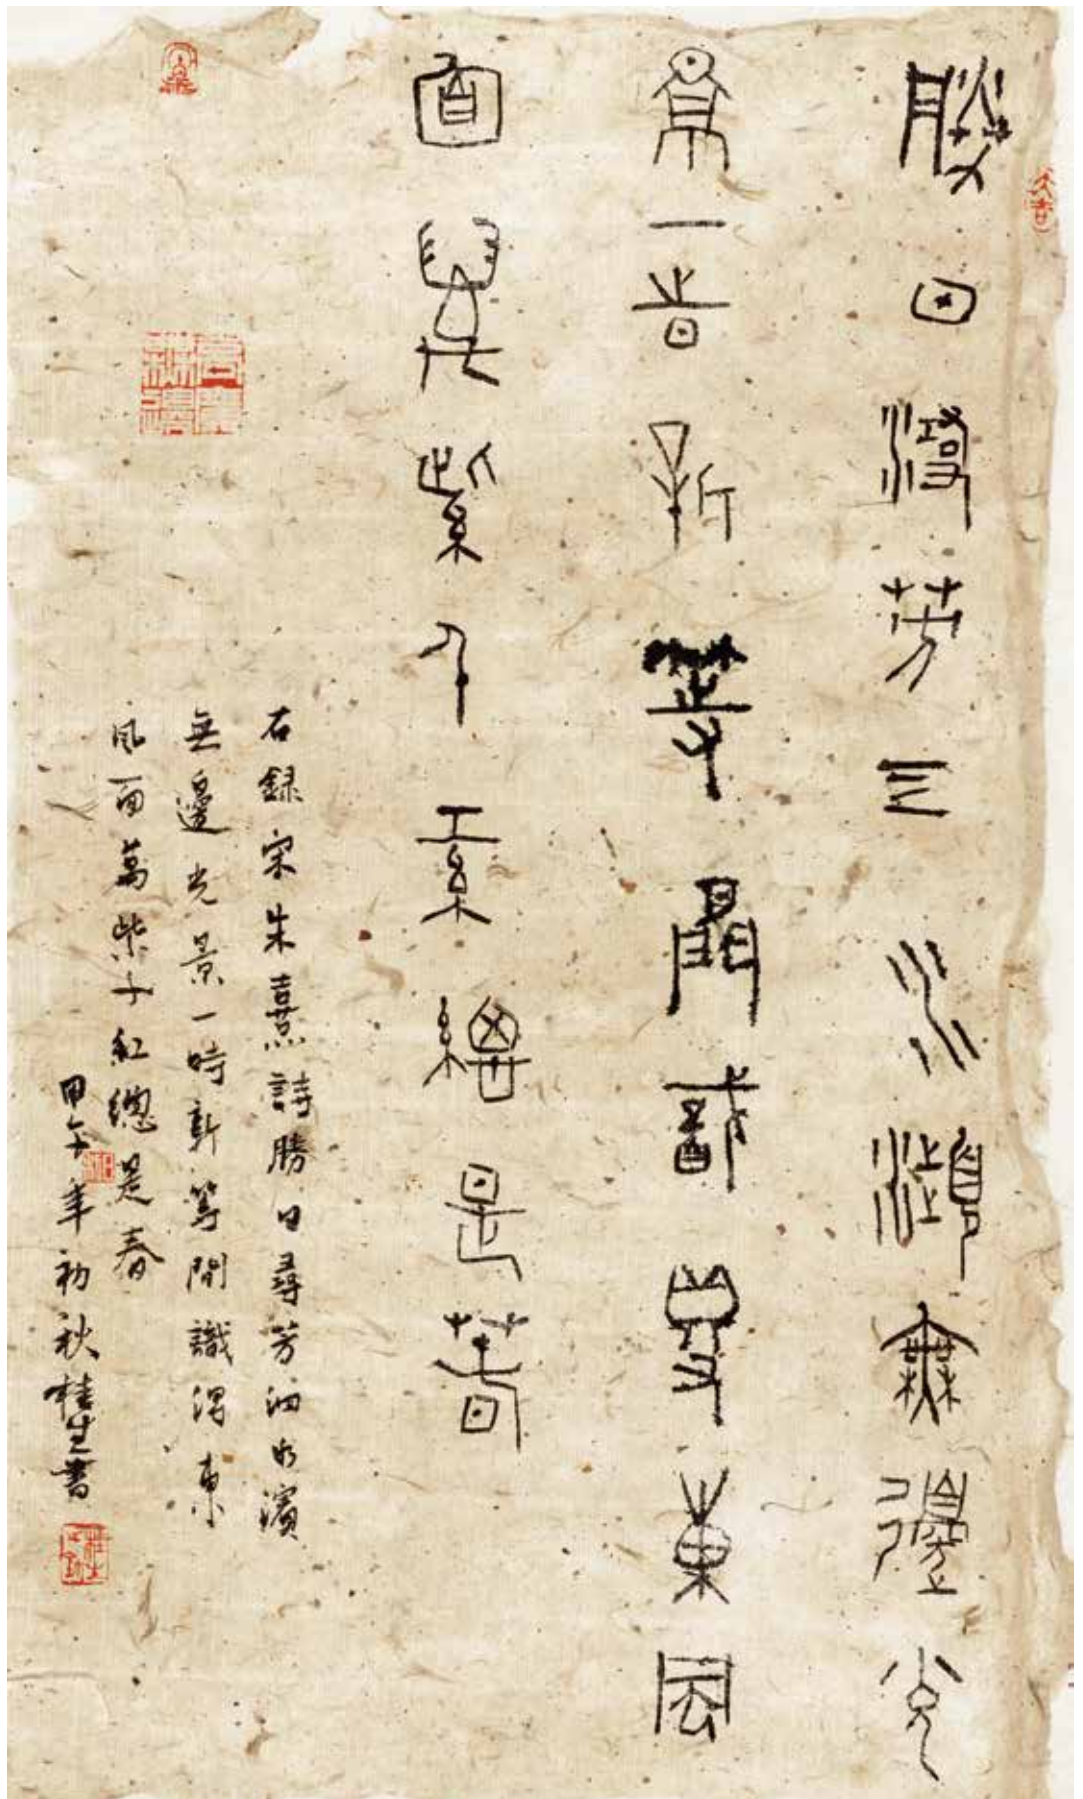 勝日尋芳泗水濱無邊光
景一時新等閒識得東風
面萬紫千紅總是春
右録宋朱熹詩勝日尋芳泗水濱
無邊光景一時新等閒識得東
風面萬紫千紅總是春
甲午年初秋桂生書